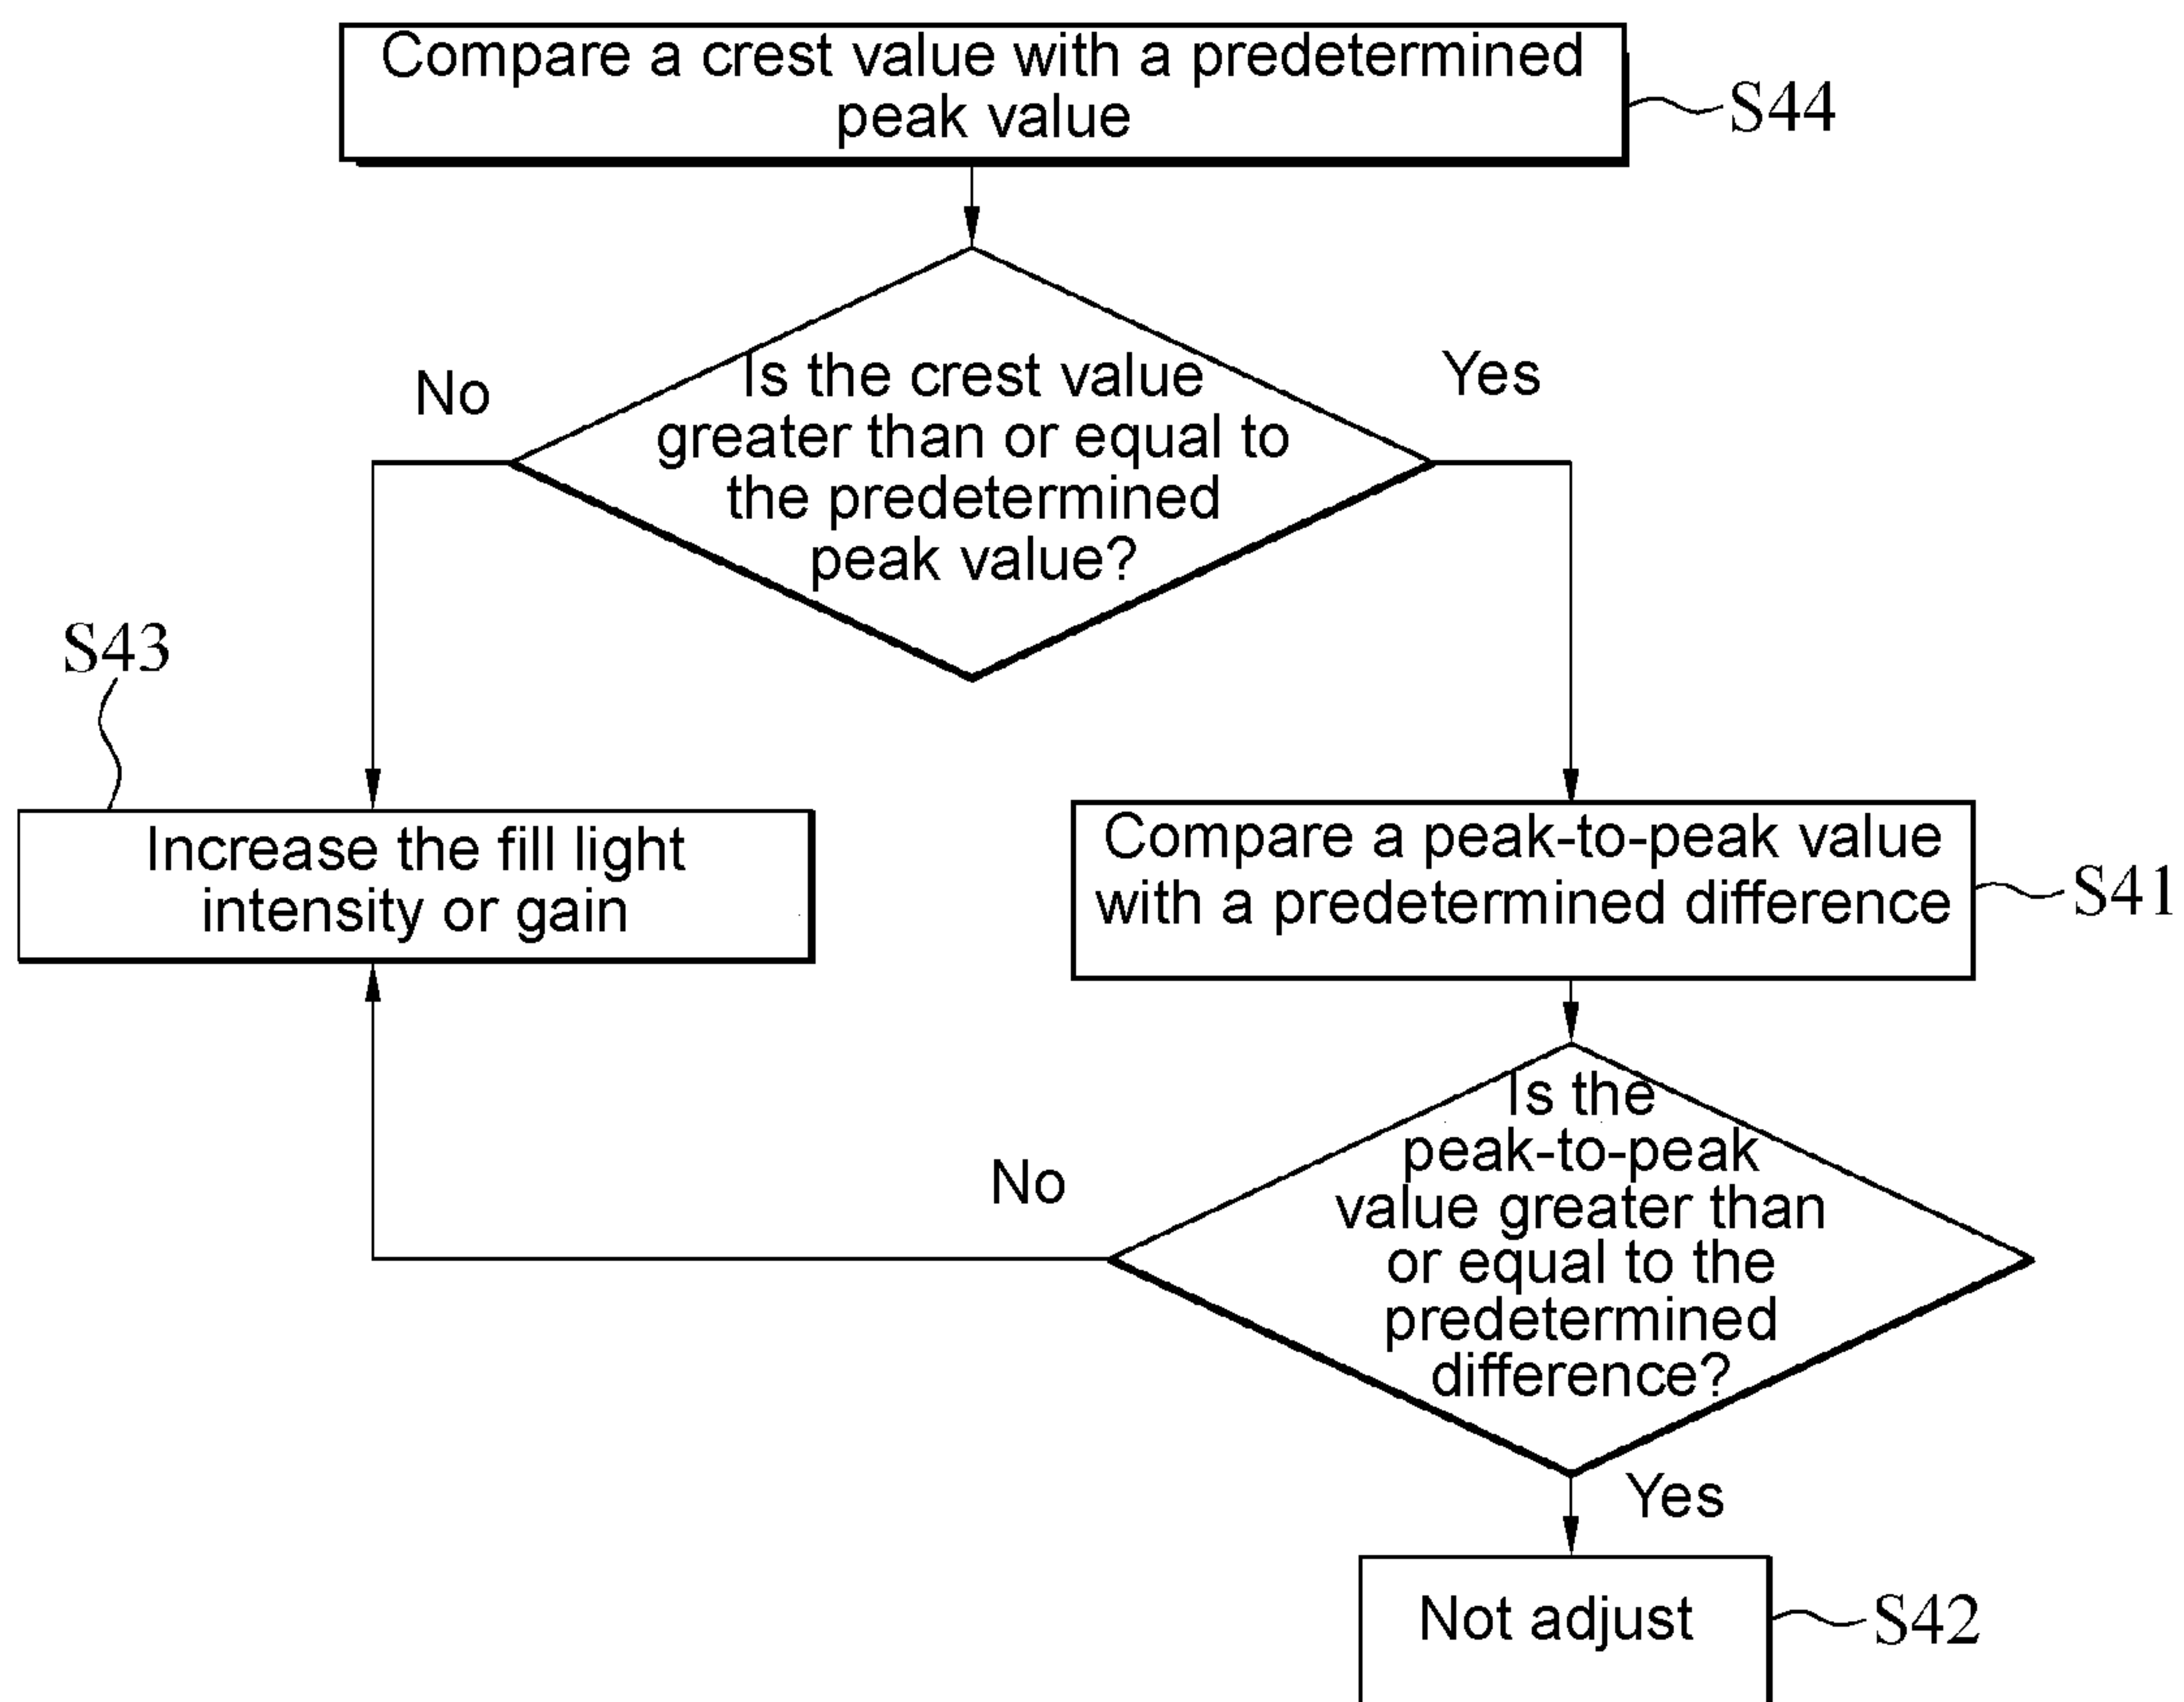 Compare a crest value with a predetermined
peak value
S44
No
Yes
Is the crest value
greater than or equal to
the predetermined
peak value?
S43
Increase the fill light
intensity or gain
Compare a peak-to-peak value
with a predetermined difference
S41
No
Is the
peak-to-peak
value greater than
or equal to the
predetermined
difference?
Yes
Not adjust
S42